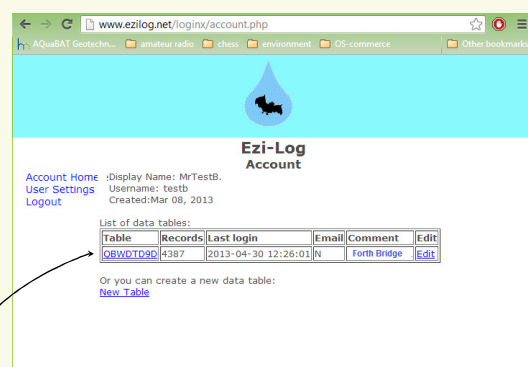 www.ezilog.net/loginx/account.php
AQuaBAT Geotechn... amateur radio chess environment OS-commerce Other bookmarks
Ezi-Log
Account
Account Home :Display Name: MrTestB.
User Settings Username: testb
Logout Created:Mar 08, 2013
List of data tables:
Table Records Last login Email Comment Edit
QBWDTD9D 4387 2013-04-30 12:26:01 N Forth Bridge . Edit
Or you can create a new data table:
New Table